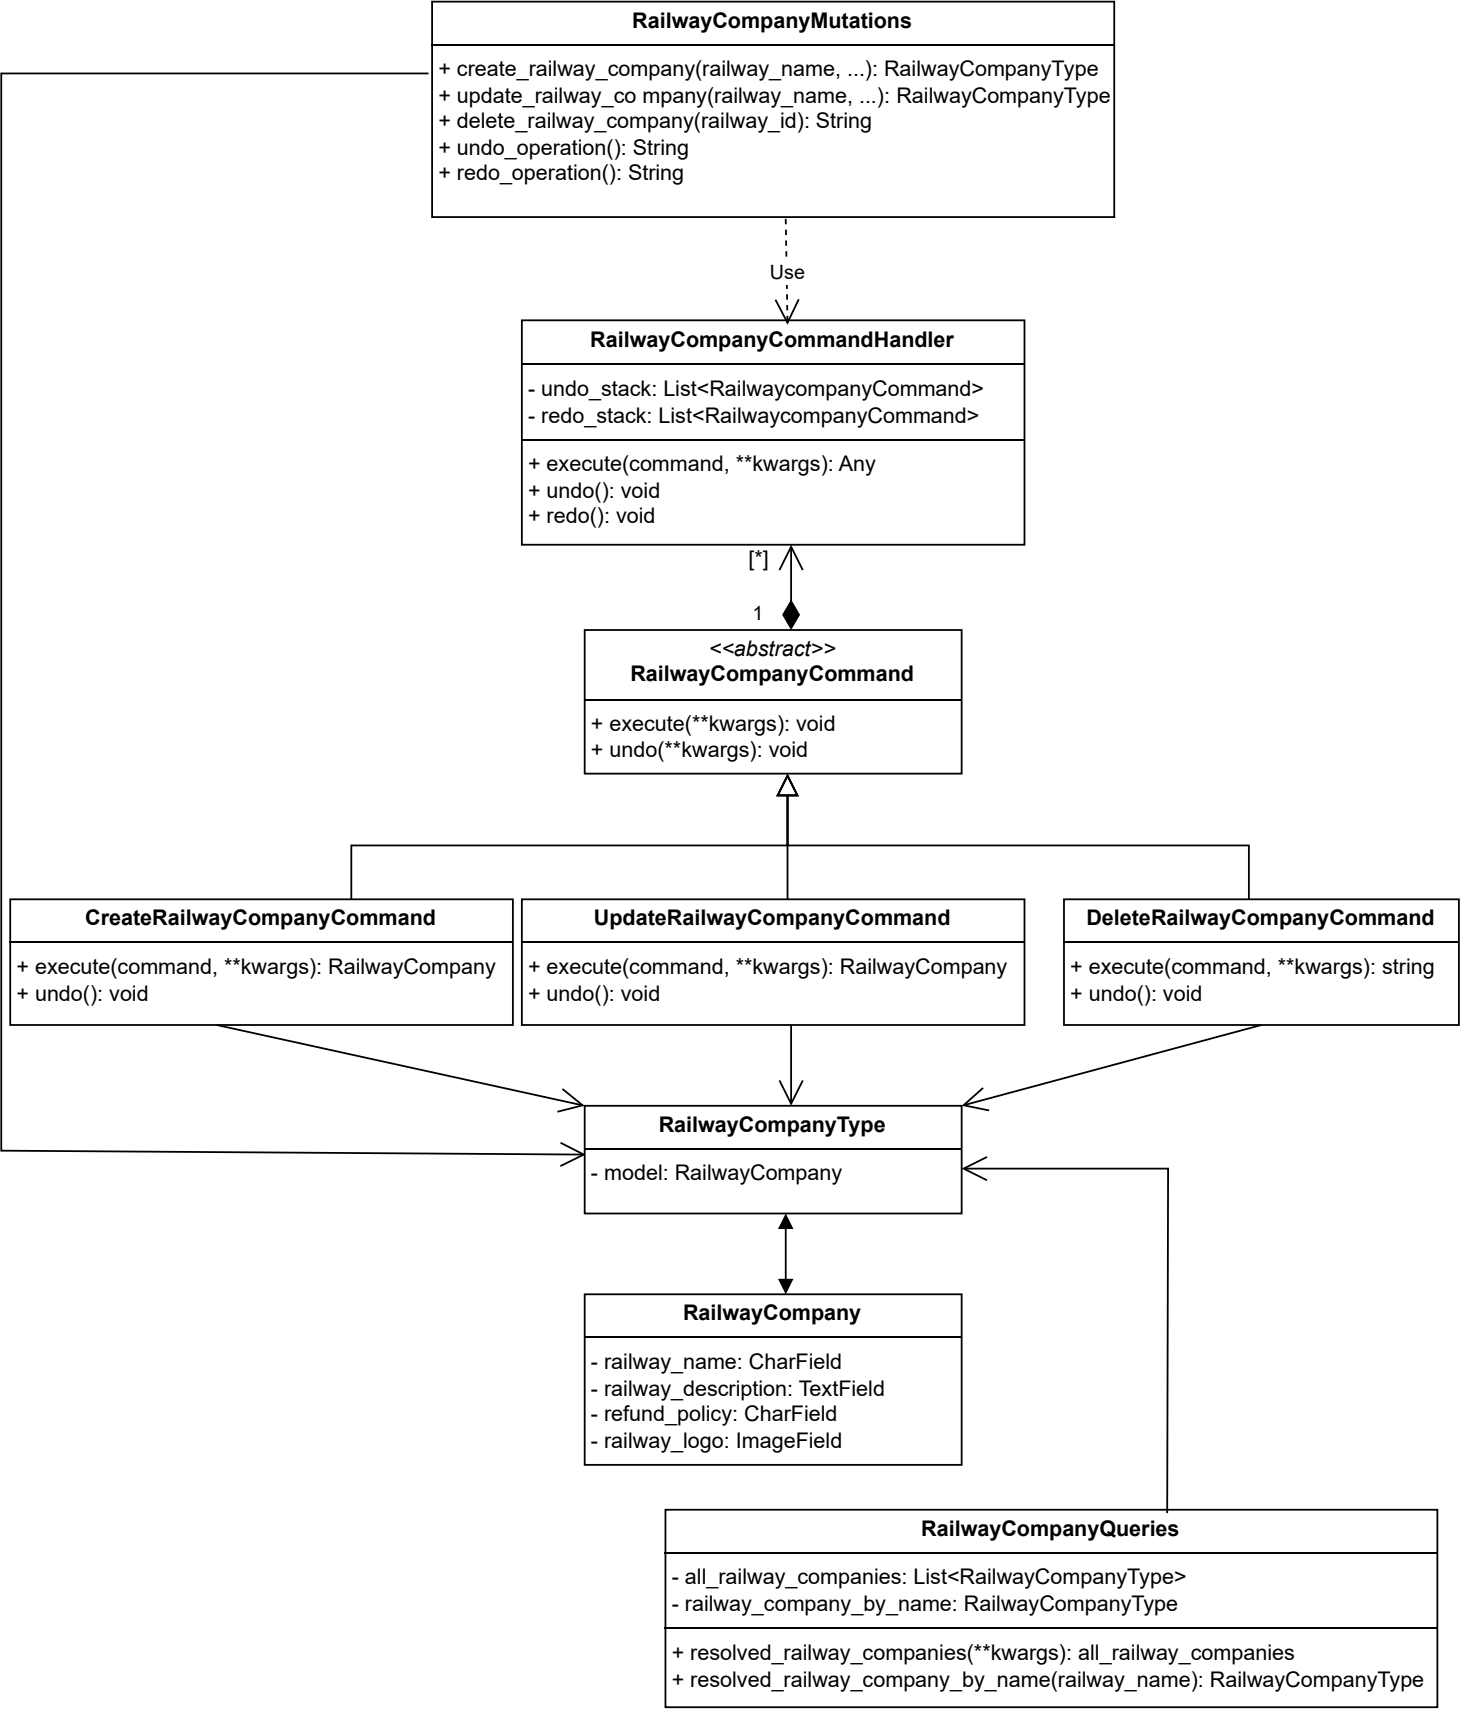 RailwayCompanyMutations
+ create_railway_company(railway_name, ...): RailwayCompanyType
+ update_railway_co mpany(railway_name, ...): RailwayCompanyType
+ delete_railway_company(railway_id): String
+ undo_operation(): String
+ redo_operation(): String
Use
RailwayCompanyCommandHandler
- undo_stack: List<RailwaycompanyCommand>
- redo_stack: List<RailwaycompanyCommand>
+ execute(command, **kwargs): Any
+ undo(): void
+ redo(): void
[*]
1
<<abstract>>
RailwayCompanyCommand
+ execute(**kwargs): void
+ undo(**kwargs): void
CreateRailwayCompanyCommand
+ execute(command, **kwargs): RailwayCompany
+ undo(): void
UpdateRailwayCompanyCommand
+ execute(command, **kwargs): RailwayCompany
+ undo(): void
DeleteRailwayCompanyCommand
+ execute(command, **kwargs): string
+ undo(): void
RailwayCompanyType
- model: RailwayCompany
RailwayCompany
- railway_name: CharField
- railway_description: TextField
- refund_policy: CharField
- railway_logo: ImageField
RailwayCompanyQueries
- all_railway_companies: List<RailwayCompanyType>
- railway_company_by_name: RailwayCompanyType
+ resolved_railway_companies(**kwargs): all_railway_companies
+ resolved_railway_company_by_name(railway_name): RailwayCompanyType